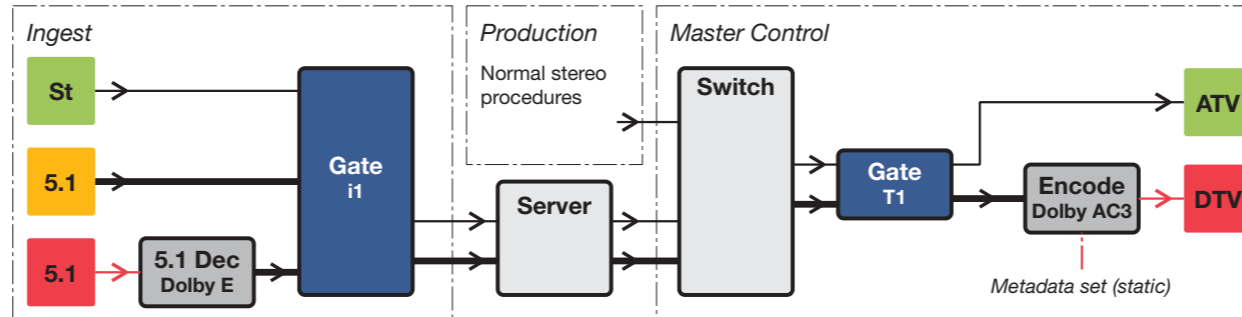 Ingest
St
5.1
5.1
5.1 Dec
Dolby E
Gate
i1
Production
Normal stereo
procedures
Server
Master Control
Switch
Gate
T1
Encode
Dolby AC3
Metadata set (static)
ATV
DTV